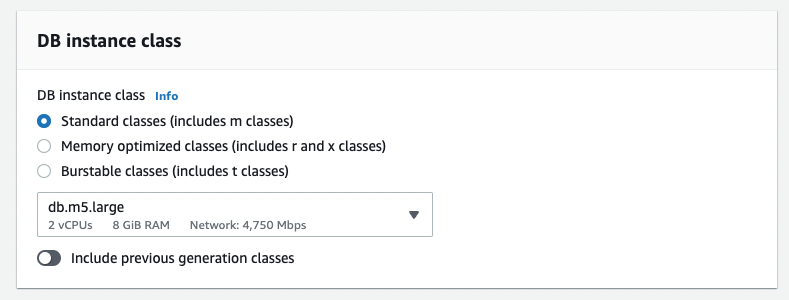 DB instance class
DB instance class Info
Standard classes (includes m classes)
Memory optimized classes (includes r and x classes)
Burstable classes (includes t classes)
db.m5.large
2 vCPUs 8 GiB RAM Network: 4,750 Mbps
Include previous generation classes